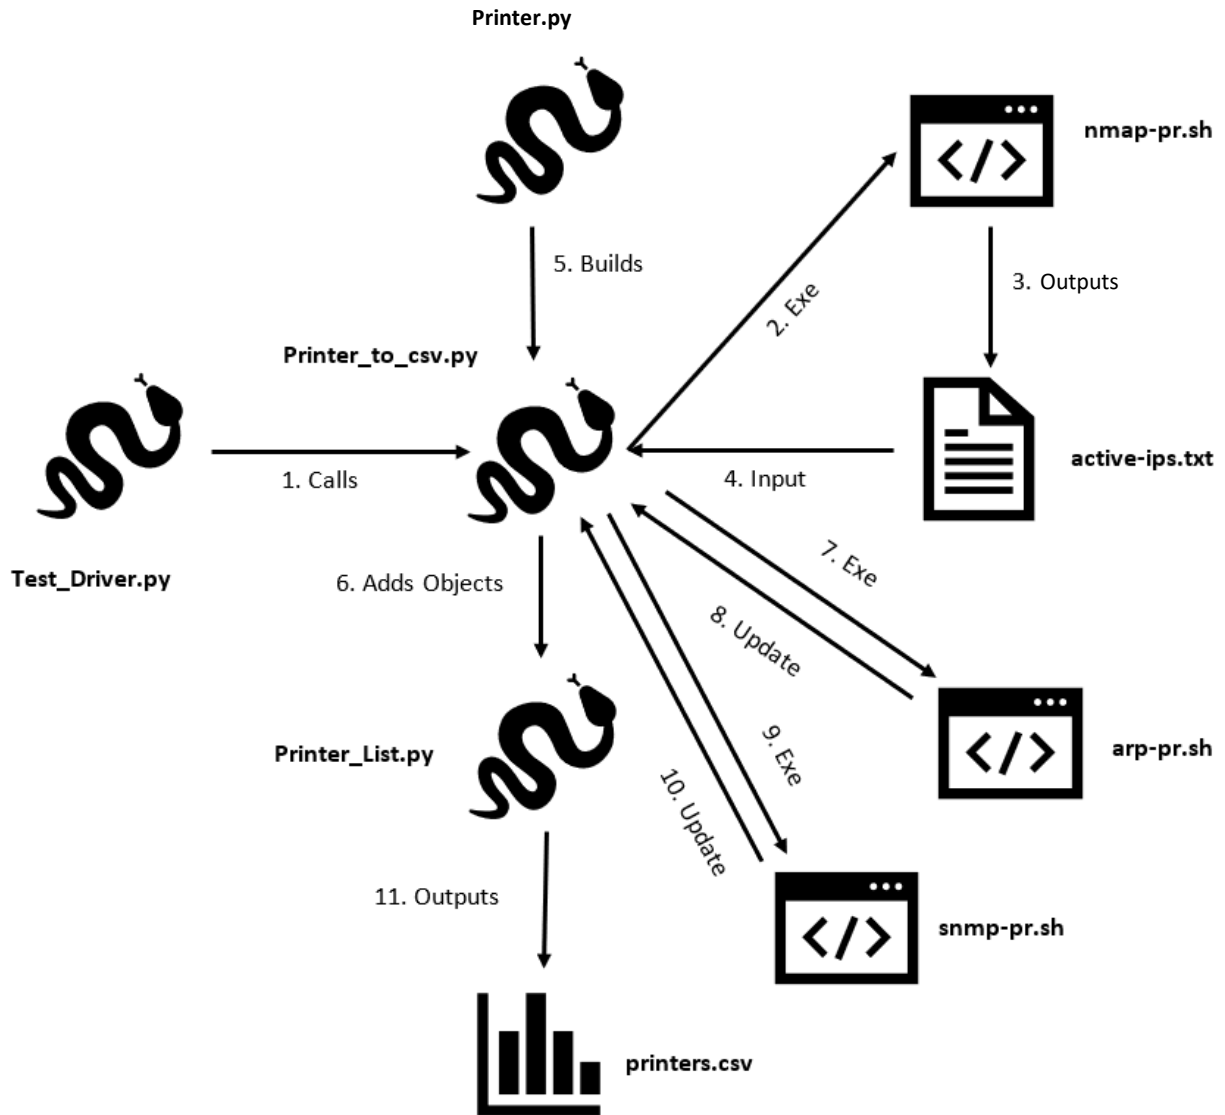 Printer.py
nmap-pr.sh
5. Builds
3. Outputs
2. Exe
Printer_to_csv.py
1. Calls
4. Input
active-ips.txt
Test_Driver.py
6. Adds Objects
7. Exe
8. Update
Printer_List.py
9. Exe
10. Update
arp-pr.sh
11. Outputs
snmp-pr.sh
printers.csv